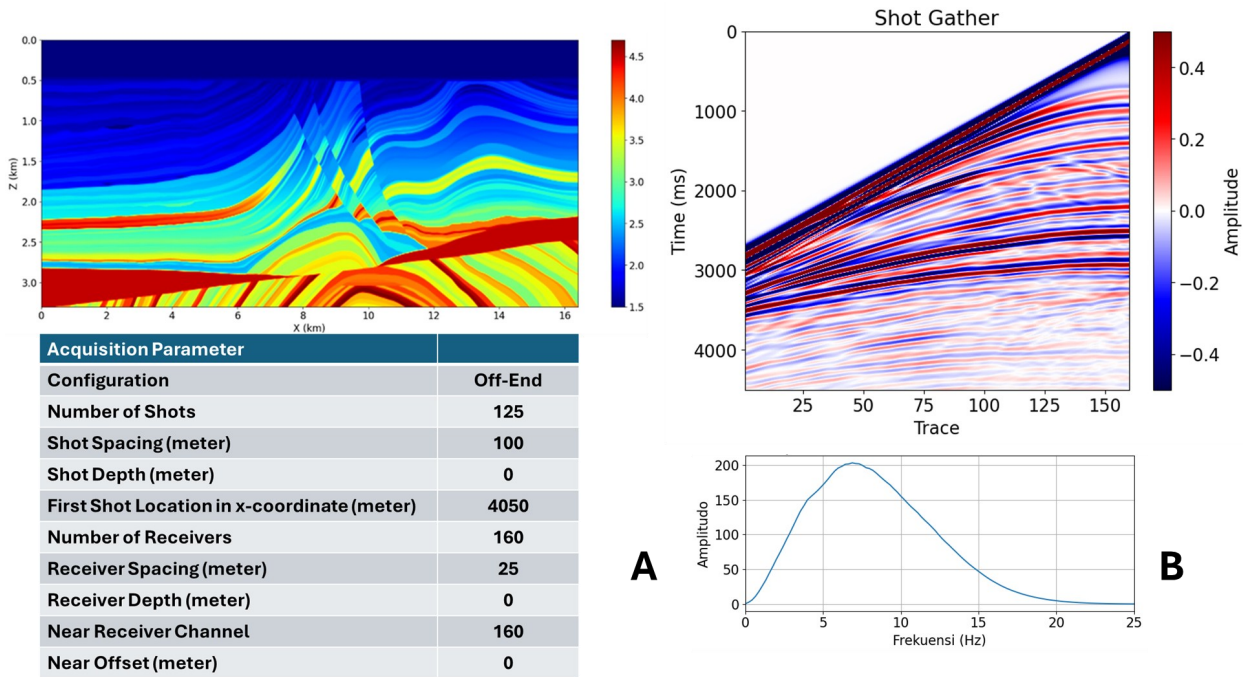 0.0
0.5
1.0
1.5
2.0
2.5
3.0
Z (km)
0 2 4 6 8 10 12 14 16
X (km)
4.5
4.0
3.5
3.0
2.5
2.0
1.5
Acquisition Parameter
Configuration Off-End
Number of Shots 125
Shot Spacing (meter) 100
Shot Depth (meter) 0
First Shot Location in x-coordinate (meter) 4050
Number of Receivers 160
Receiver Spacing (meter) 25
Receiver Depth (meter) 0
Near Receiver Channel 160
Near Offset (meter) 0
A
Shot Gather
0
1000
2000
3000
4000
Time (ms)
25 50 75 100 125 150
Trace
0.4
0.2
0.0
−0.2
−0.4
Amplitude
200
150
100
50
0
Amplitudo
0 5 10 15 20 25
Frekuensi (Hz)
B